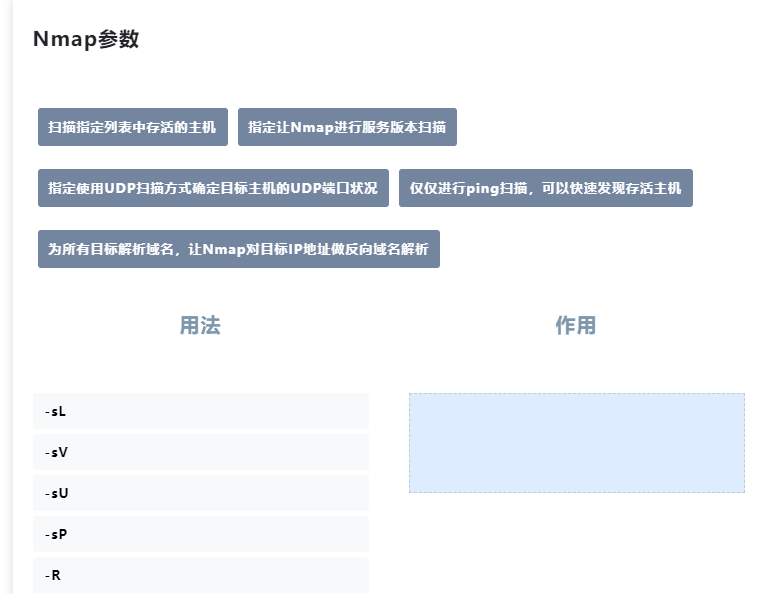 Nmap参数
扫描指定列表中存活的主机 指定让Nmap进行服务版本扫描
指定使用UDP扫描方式确定目标主机的UDP端口状况 仅仅进行ping扫描，可以快速发现存活主机
为所有目标解析域名，让Nmap对目标IP地址做反向域名解析
用法 作用
-sL
-sV
-sU
-sP
-R